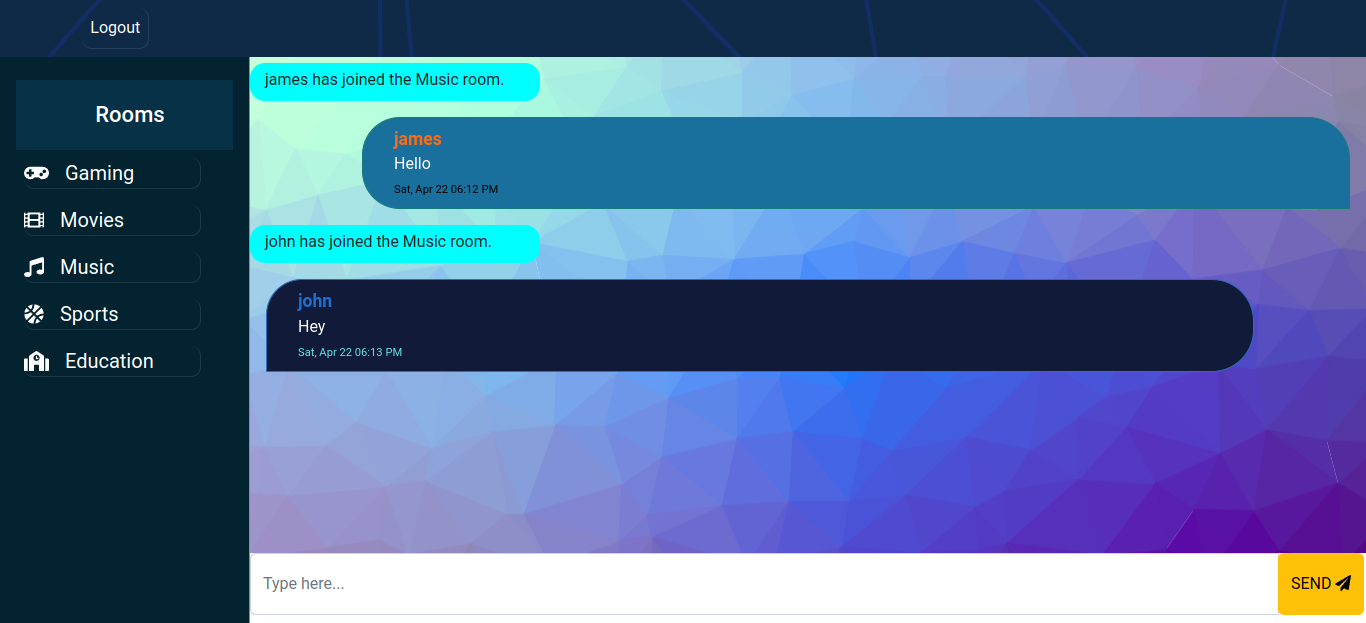 Logout
Rooms
Gaming
Movies
Music
Sports
Education
james has joined the Music room.
james
Hello
Sat, Apr 22 06:12 PM
john has joined the Music room.
john
Hey
Sat, Apr 22 06:13 PM
Type here...
SEND